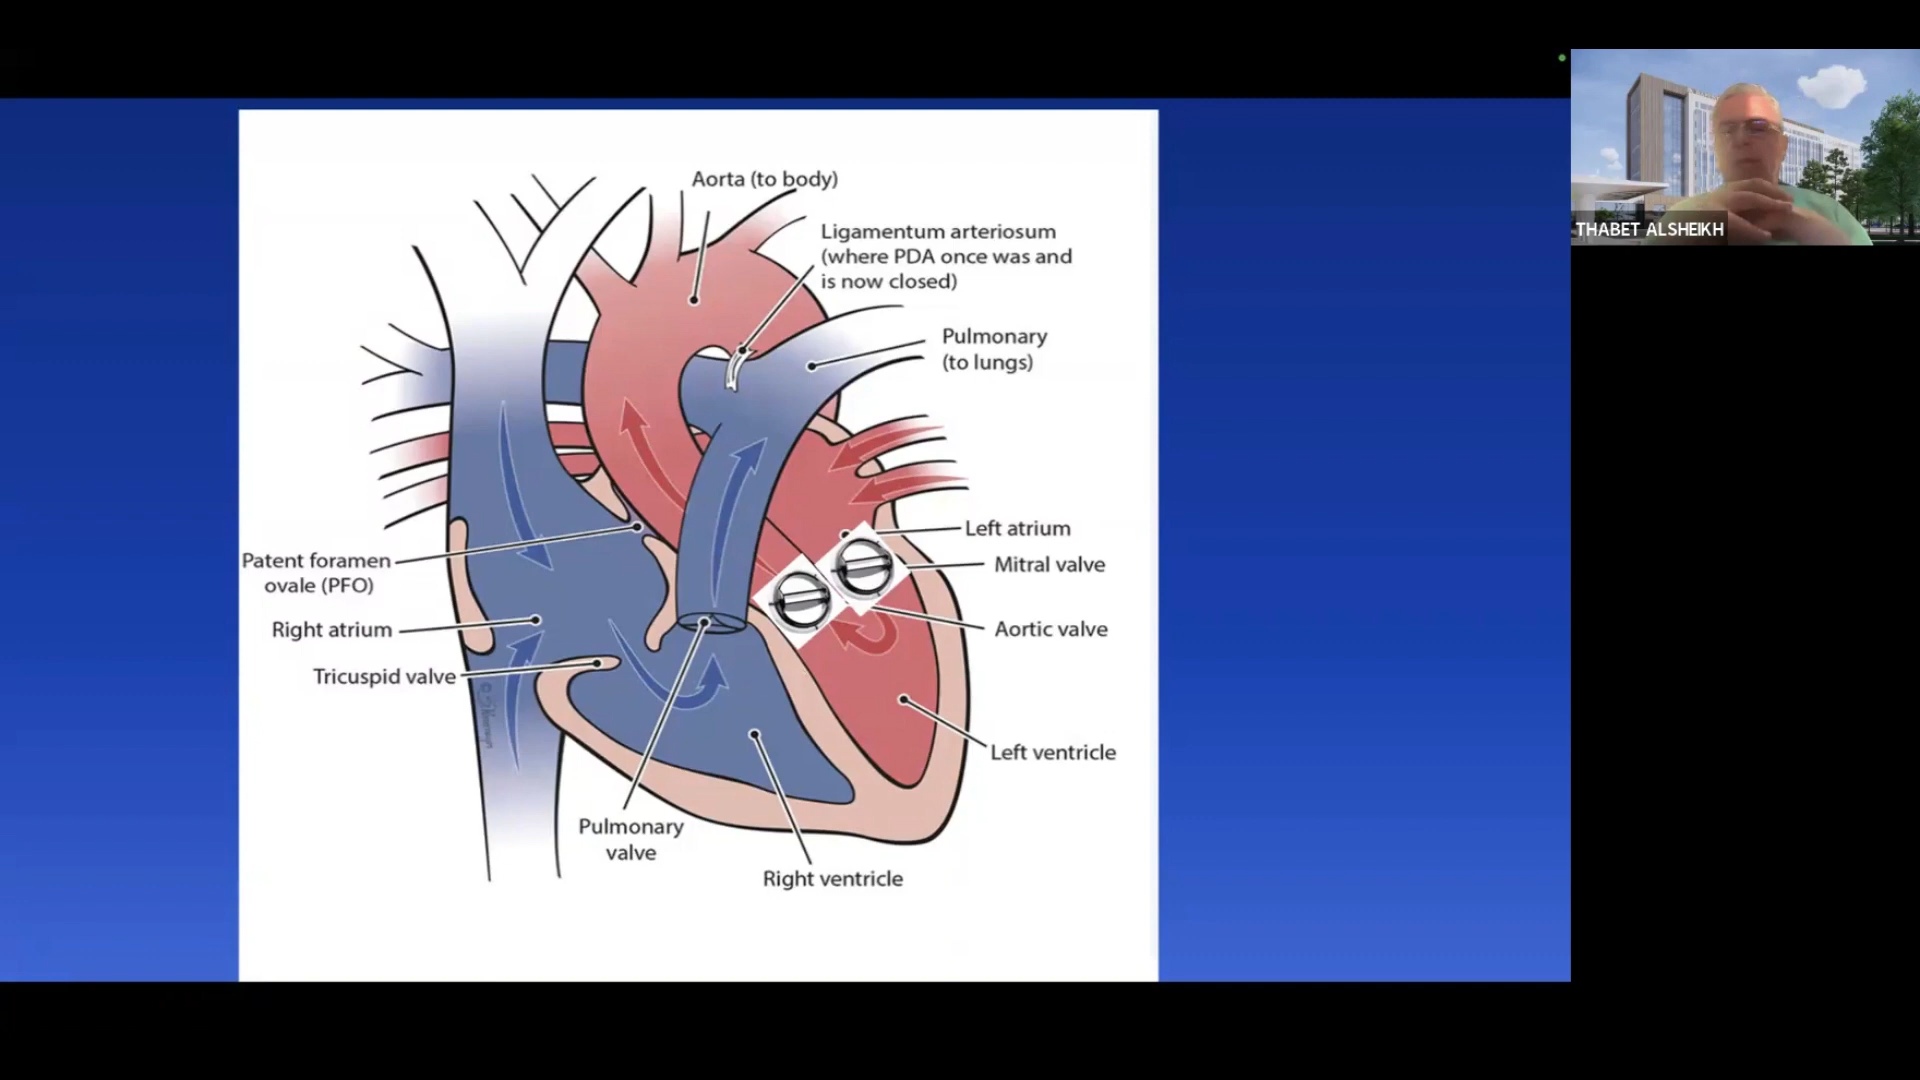 Aorta (to body)
Ligamentum arteriosum
(where PDA once was and
is now closed)
Pulmonary
(to lungs)
Left atrium
Mitral valve
Aortic valve
Left ventricle
Patent foramen
ovale (PFO)
Right atrium
Tricuspid valve
Pulmonary
valve
Right ventricle
THABET ALSHEIKH